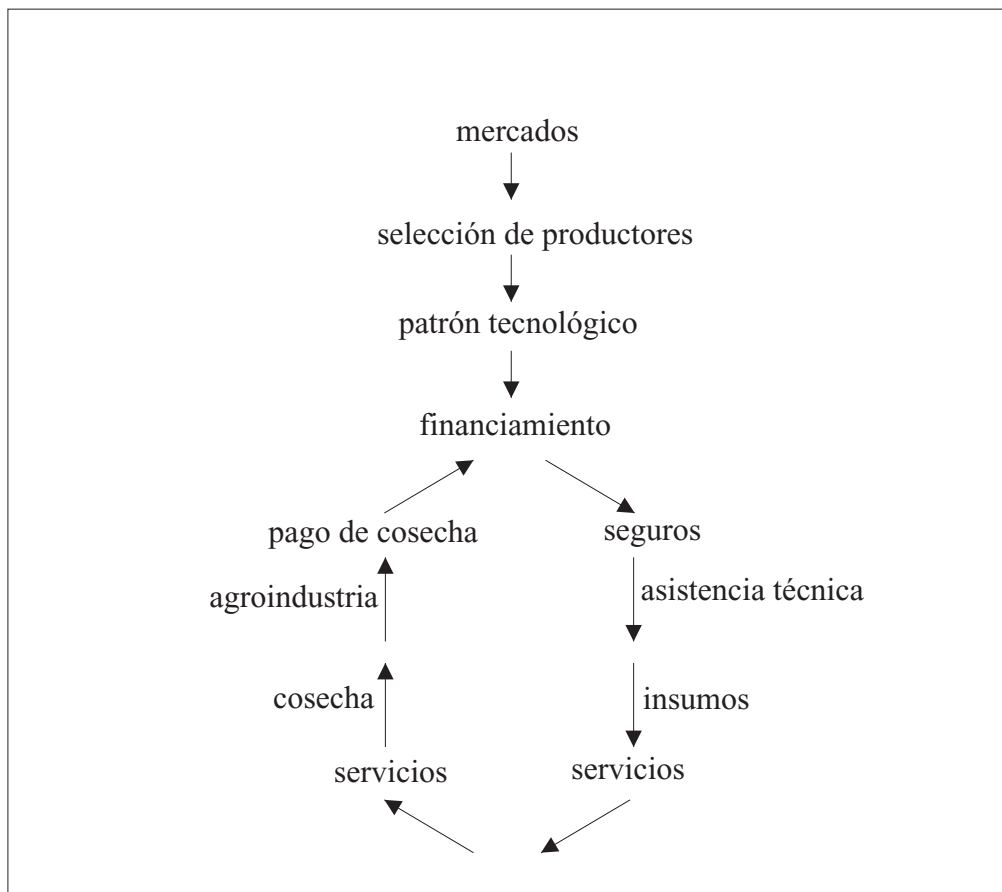 mercados
selección de productores
patrón tecnológico
financiamiento
pago de cosecha
seguros
agroindustria
asistencia técnica
cosecha
insumos
servicios
servicios